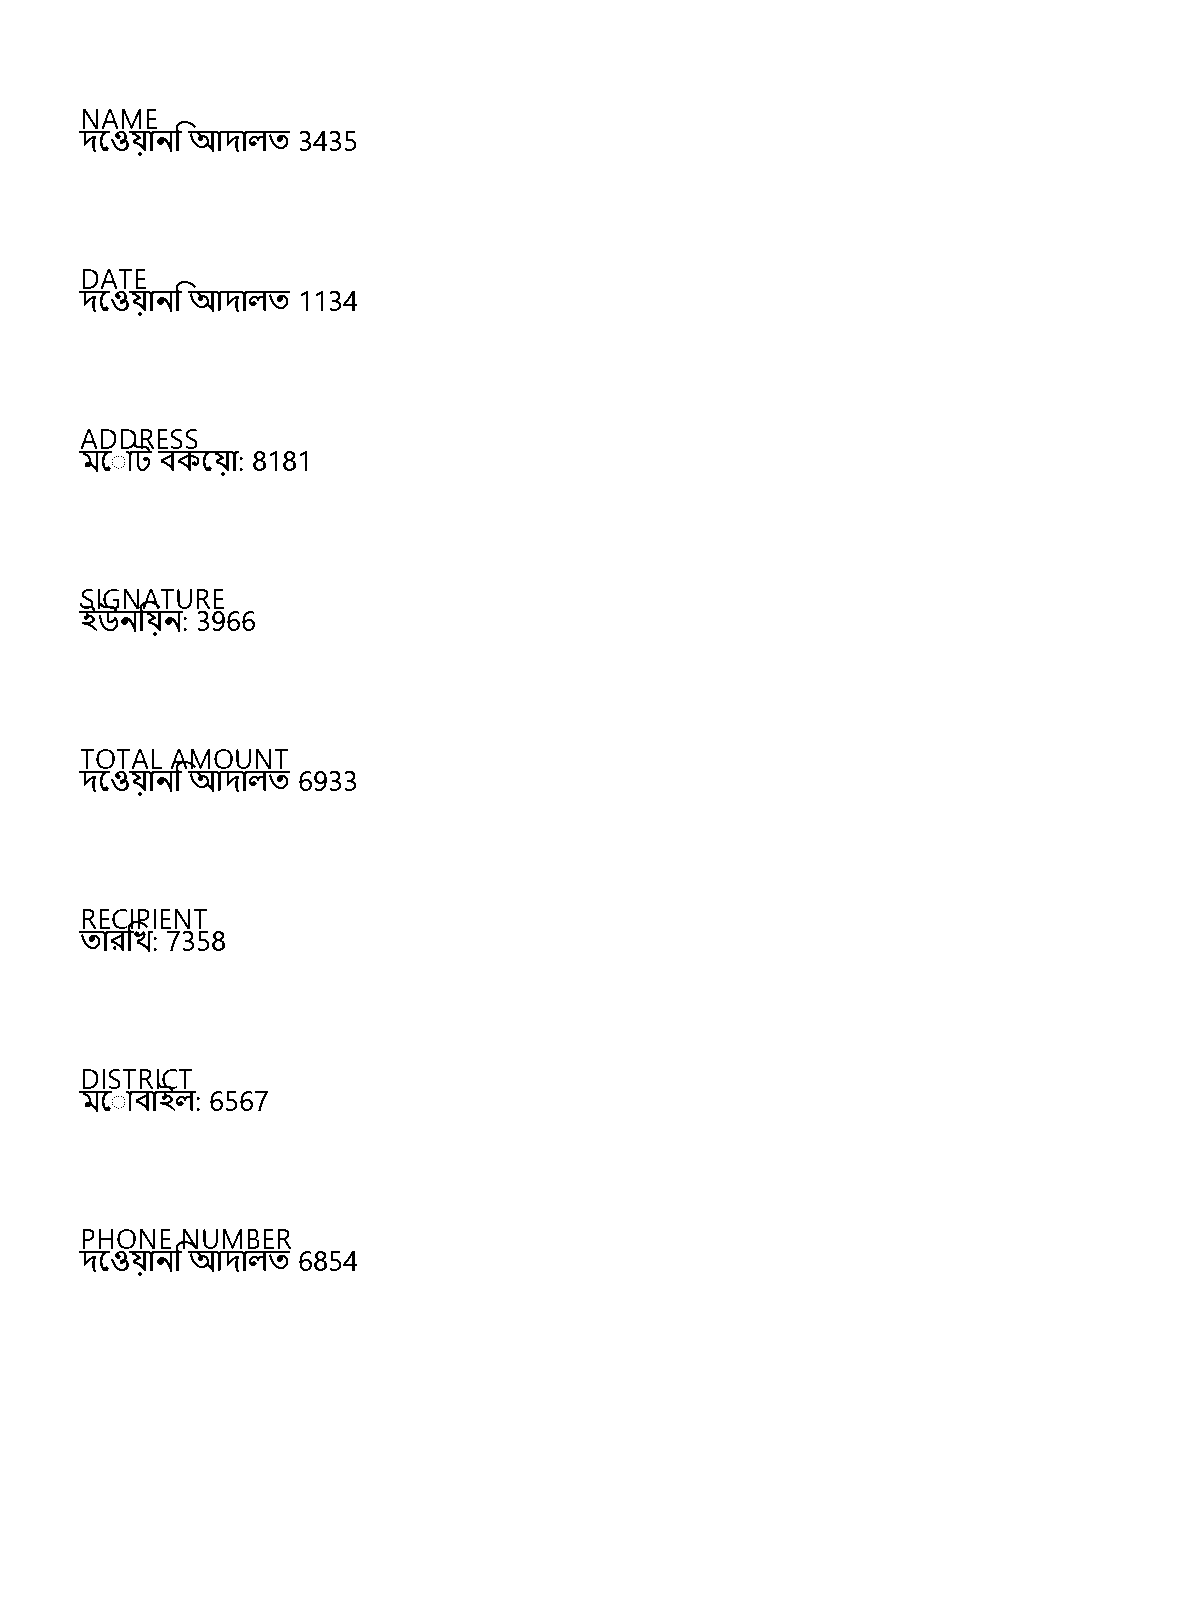 NAME
দেওয়ানি আদালত 3435
DATE
দেওয়ানি আদালত 1134
ADDRESS
মোট বকেয়া: 8181
SIGNATURE
ইউনিয়ন: 3966
TOTAL AMOUNT
দেওয়ানি আদালত 6933
RECIPIENT
তারিখ: 7358
DISTRICT
মোবাইল: 6567
PHONE NUMBER
দেওয়ানি আদালত 6854